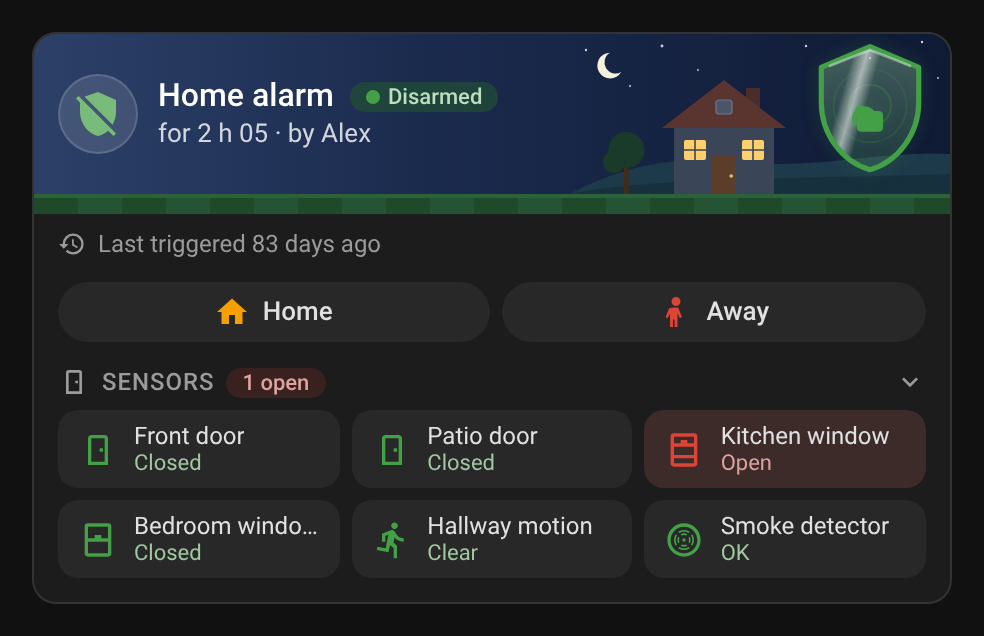 Home alarm
Disarmed
for 2 h 05 · by Alex
Last triggered 83 days ago
Home
Away
SENSORS
1 open
Front door
Closed
Patio door
Closed
Kitchen window
Open
Bedroom windo...
Closed
Hallway motion
Clear
Smoke detector
OK